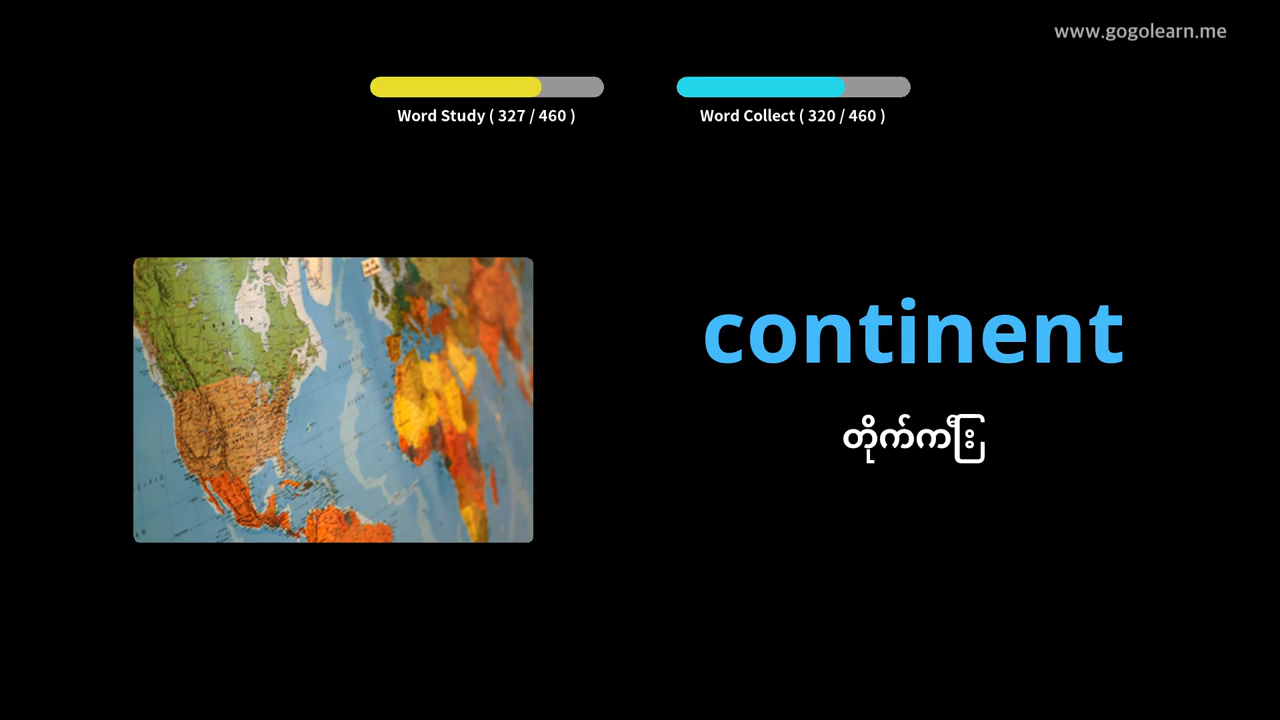 www.gogolearn.me
Word Study ( 327 / 460 )
Word Collect ( 320 / 460 )
continent
တိုက်ကြီး